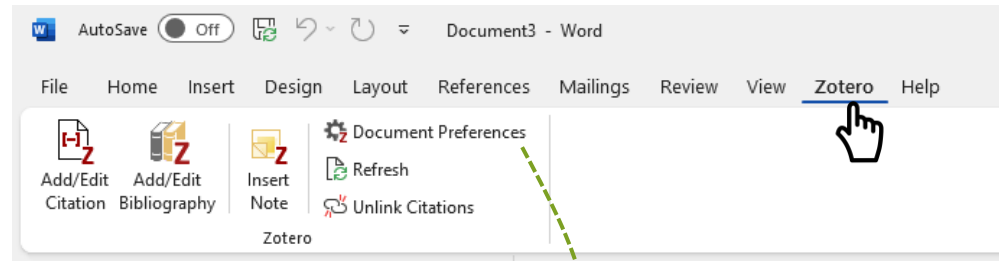 W AutoSave Off Document3 - Word
File Home Insert Design Layout References Mailings Review View Zotero Help
[-] Z Z Z Z Document Preferences
Add/Edit Citation
Add/Edit Bibliography
Insert Note
Refresh
Unlink Citations
Zotero